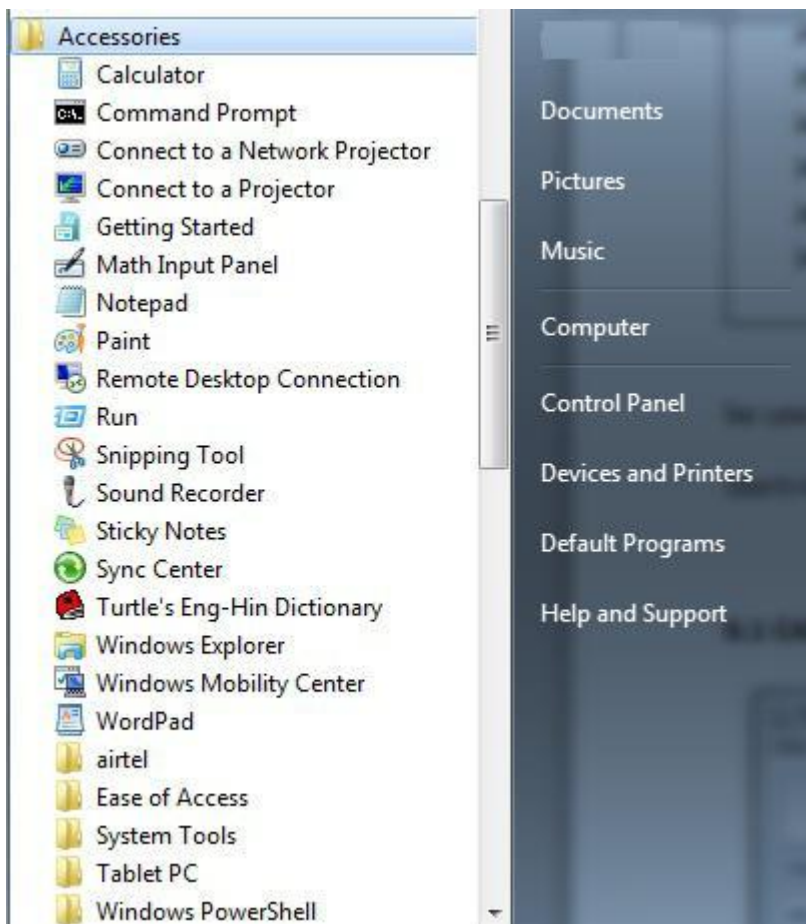 Accessories
Calculator
Command Prompt
Connect to a Network Projector
Connect to a Projector
Getting Started
Math Input Panel
Notepad
Paint
Remote Desktop Connection
Run
Snipping Tool
Sound Recorder
Sticky Notes
Sync Center
Turtle's Eng-Hin Dictionary
Windows Explorer
Windows Mobility Center
WordPad
airtel
Ease of Access
System Tools
Tablet PC
Windows PowerShell
Documents
Pictures
Music
Computer
Control Panel
Devices and Printers
Default Programs
Help and Support